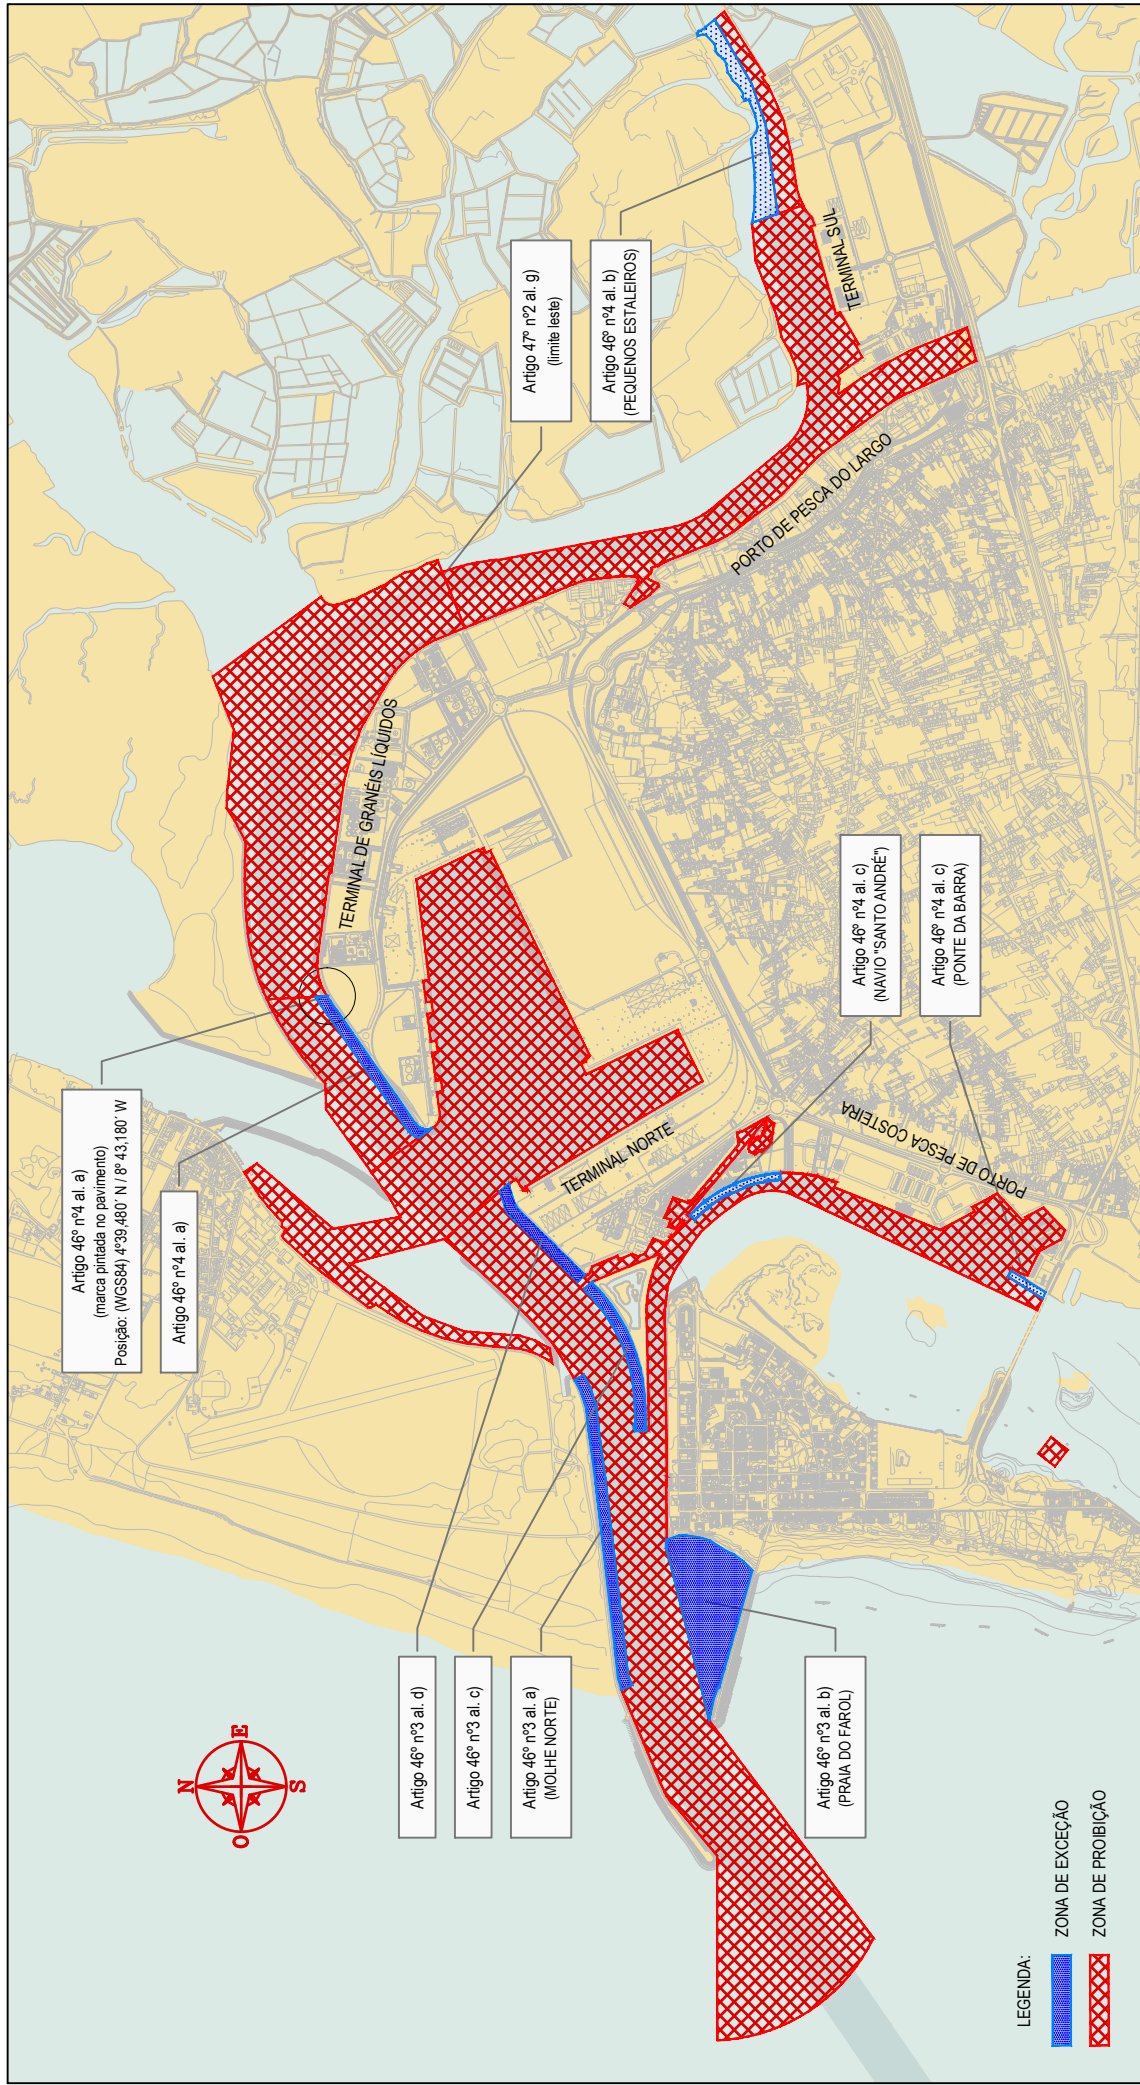 Artigo 46º nº4 al. a)
(marca pintada no pavimento)
Posição: (WGS84) 4º39,480´ N / 8º 43,180´ W
Artigo 46º nº4 al. a)
Artigo 47º nº2 al. g)
(limite leste)
Artigo 46º nº4 al. b)
(PEQUENOS ESTALEIROS)
TERMINAL SUL
PORTO DE PESCA DO LARGO
TERMINAL DE GRANÉIS LÍQUIDOS
TERMINAL NORTE
PORTO DE PESCA COSTEIRA
Artigo 46º nº4 al. c)
(NAVIO "SANTO ANDRÉ")
Artigo 46º nº4 al. c)
(PONTE DA BARRA)
Artigo 46º nº3 al. d)
Artigo 46º nº3 al. c)
Artigo 46º nº3 al. a)
(MOLHE NORTE)
Artigo 46º nº3 al. b)
(PRAIA DO FAROL)
N
O
E
S
LEGENDA:
ZONA DE EXCEÇÃO
ZONA DE PROIBIÇÃO